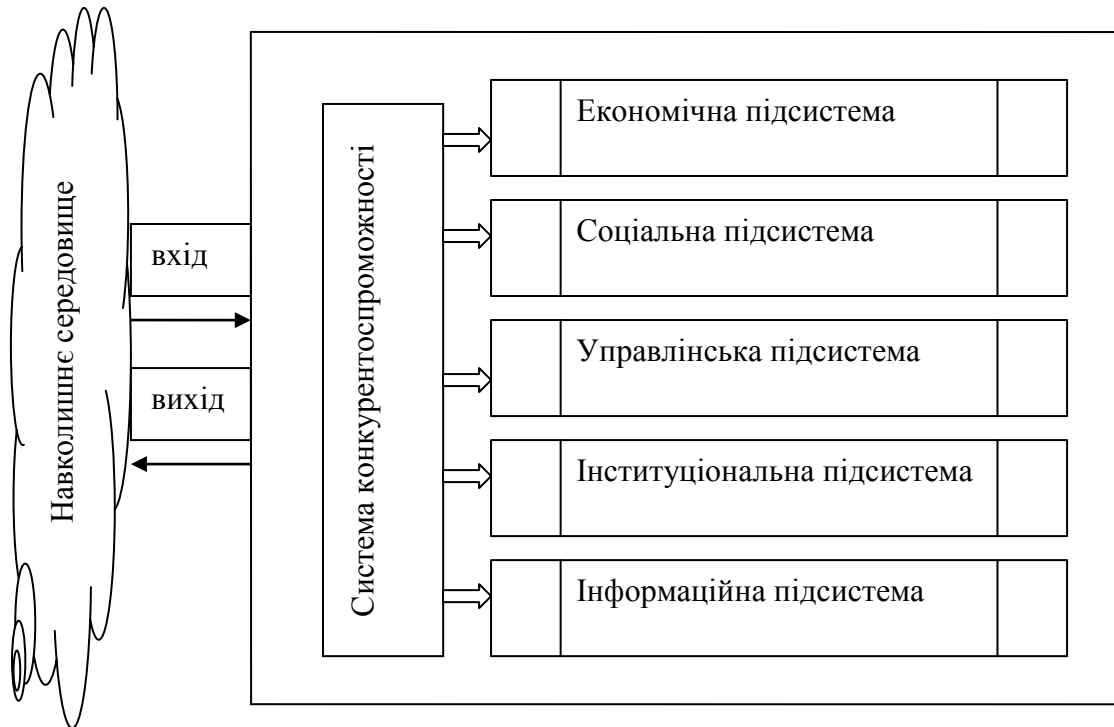 Навколишнє середовище
вхід
вихід
Система конкурентоспроможності
Економічна підсистема
Соціальна підсистема
Управлінська підсистема
Інституціональна підсистема
Інформаційна підсистема